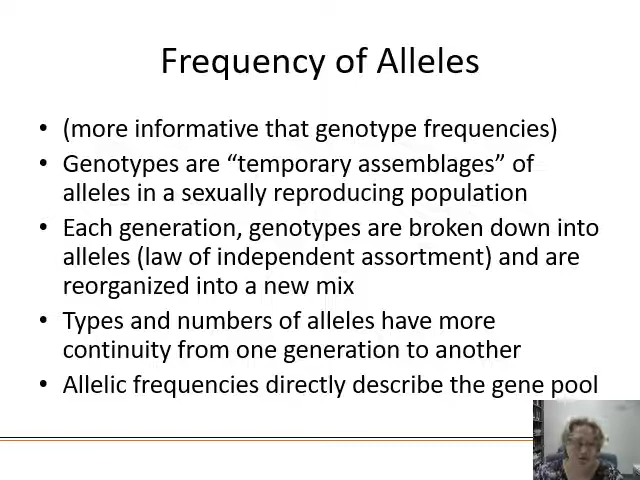 Frequency of Alleles
• (more informative that genotype frequencies)
• Genotypes are “temporary assemblages” of
alleles in a sexually reproducing population
• Each generation, genotypes are broken down into
alleles (law of independent assortment) and are
reorganized into a new mix
• Types and numbers of alleles have more
continuity from one generation to another
• Allelic frequencies directly describe the gene pool